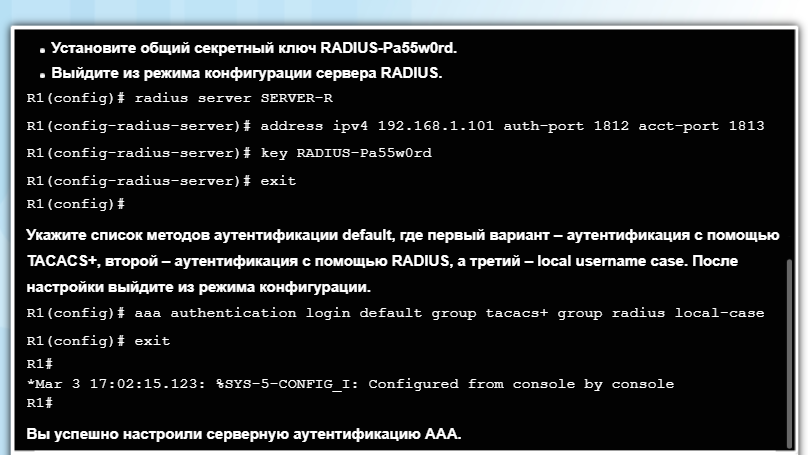 • Установите общий секретный ключ RADIUS-Pa55w0rd.
• Выйдите из режима конфигурации сервера RADIUS.
R1(config)# radius server SERVER-R
R1(config-radius-server)# address ipv4 192.168.1.101 auth-port 1812 acct-port 1813
R1(config-radius-server)# key RADIUS-Pa55w0rd
R1(config-radius-server)# exit
R1(config)#
Укажите список методов аутентификации default, где первый вариант – аутентификация с помощью
TACACS+, второй – аутентификация с помощью RADIUS, а третий – local username case. После
настройки выйдите из режима конфигурации.
R1(config)# aaa authentication login default group tacacs+ group radius local-case
R1(config)# exit
R1#
*Mar 3 17:02:15.123: %SYS-5-CONFIG_I: Configured from console by console
R1#
Вы успешно настроили серверную аутентификацию AAA.